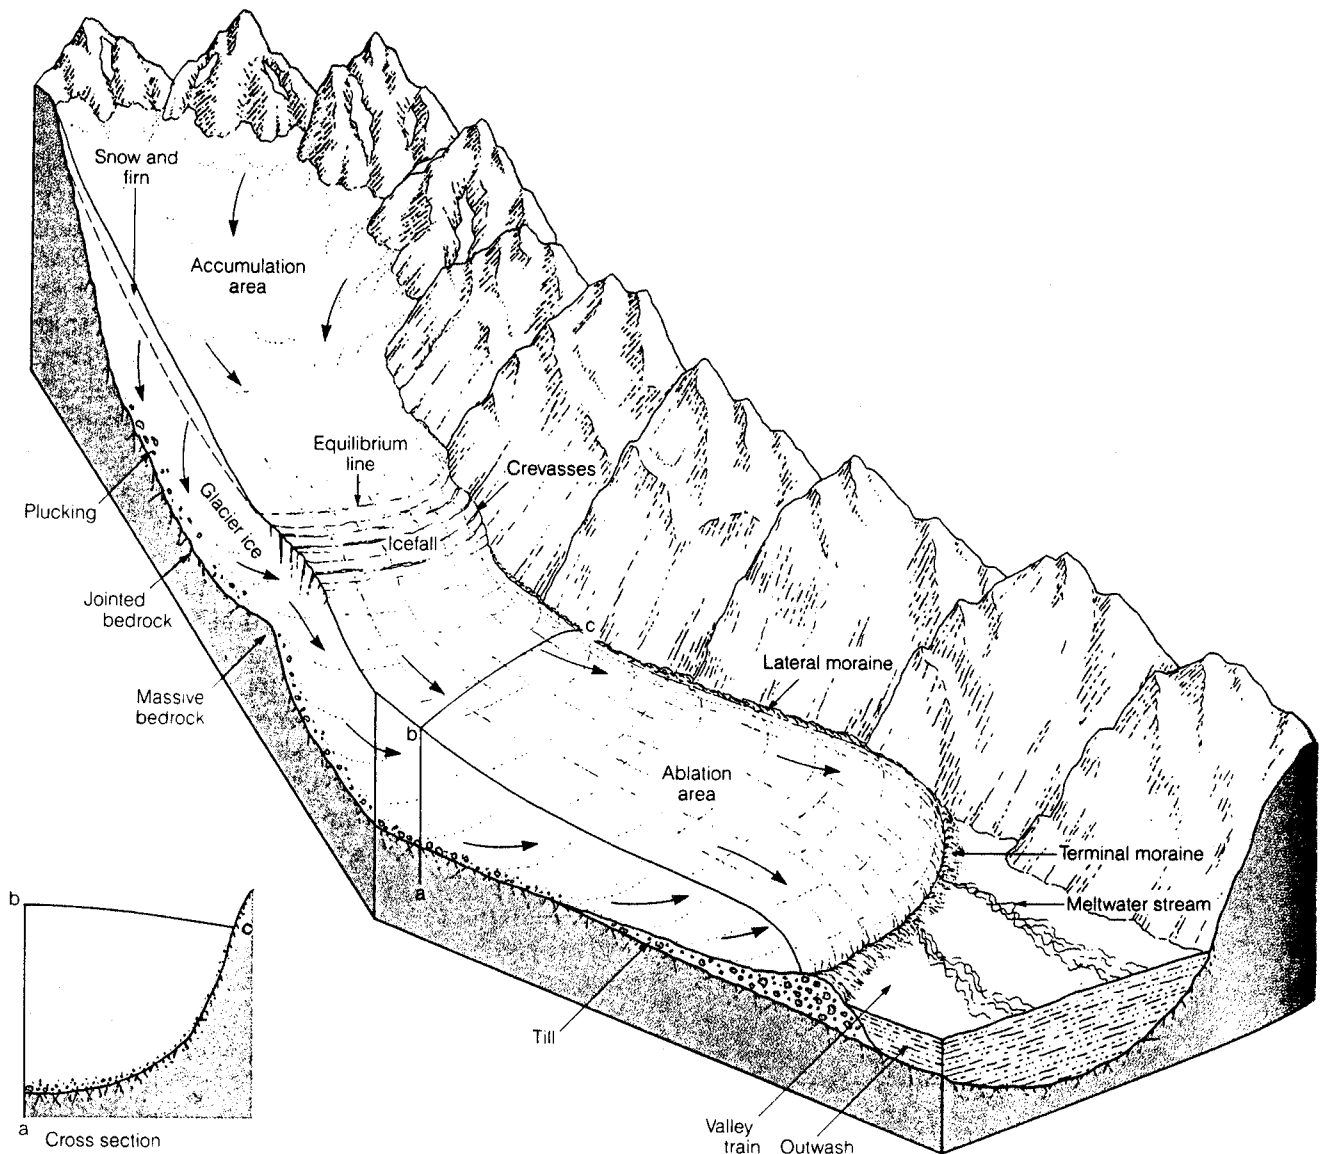 Snow and
firn
Accumulation
area
Equilibrium
line
Crevasses
Icefall
Plucking
Glacier ice
Jointed
bedrock
Massive
bedrock
c
Lateral moraine
b
Ablation
area
Terminal moraine
Meltwater stream
a
Till
Valley
train
Outwash
b
c
a
Cross section